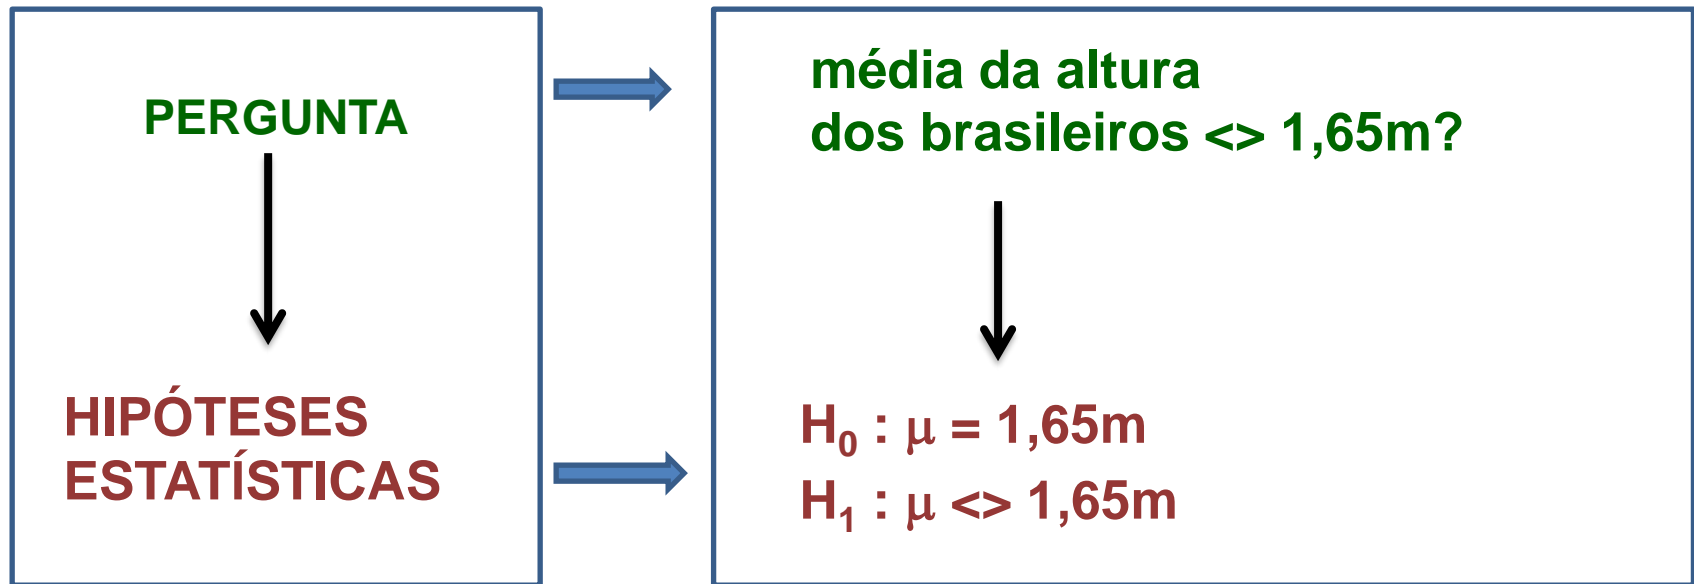 PERGUNTA
HIPÓTESES
ESTATÍSTICAS
média da altura
dos brasileiros <> 1,65m?
H₀ : μ = 1,65m
H₁ : μ <> 1,65m